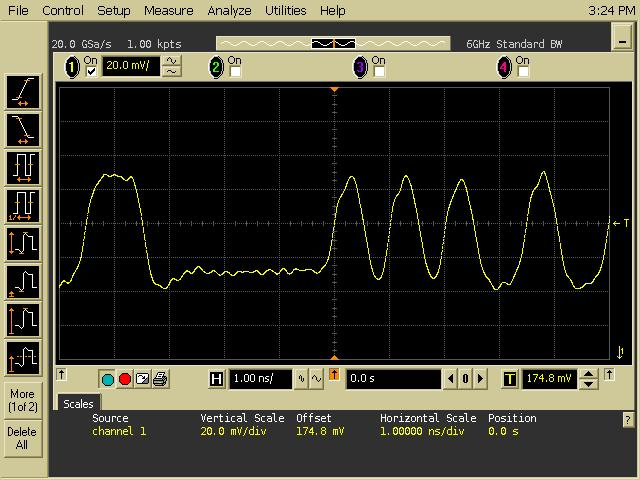 File Control Setup Measure Analyze Utilities Help 3:24 PM
20.0 GSa/s 1.00 kpts 6GHz Standard BW
1 On 20.0 mV/ 2 On 3 On 4 On
T
More
(1of 2)
Delete
All
H 1.00 ns/ 0.0 s 0 T 174.8 mV
Scales
Source Vertical Scale Offset Horizontal Scale Position ?
channel 1 20.0 mV/div 174.8 mV 1.00000 ns/div 0.0 s